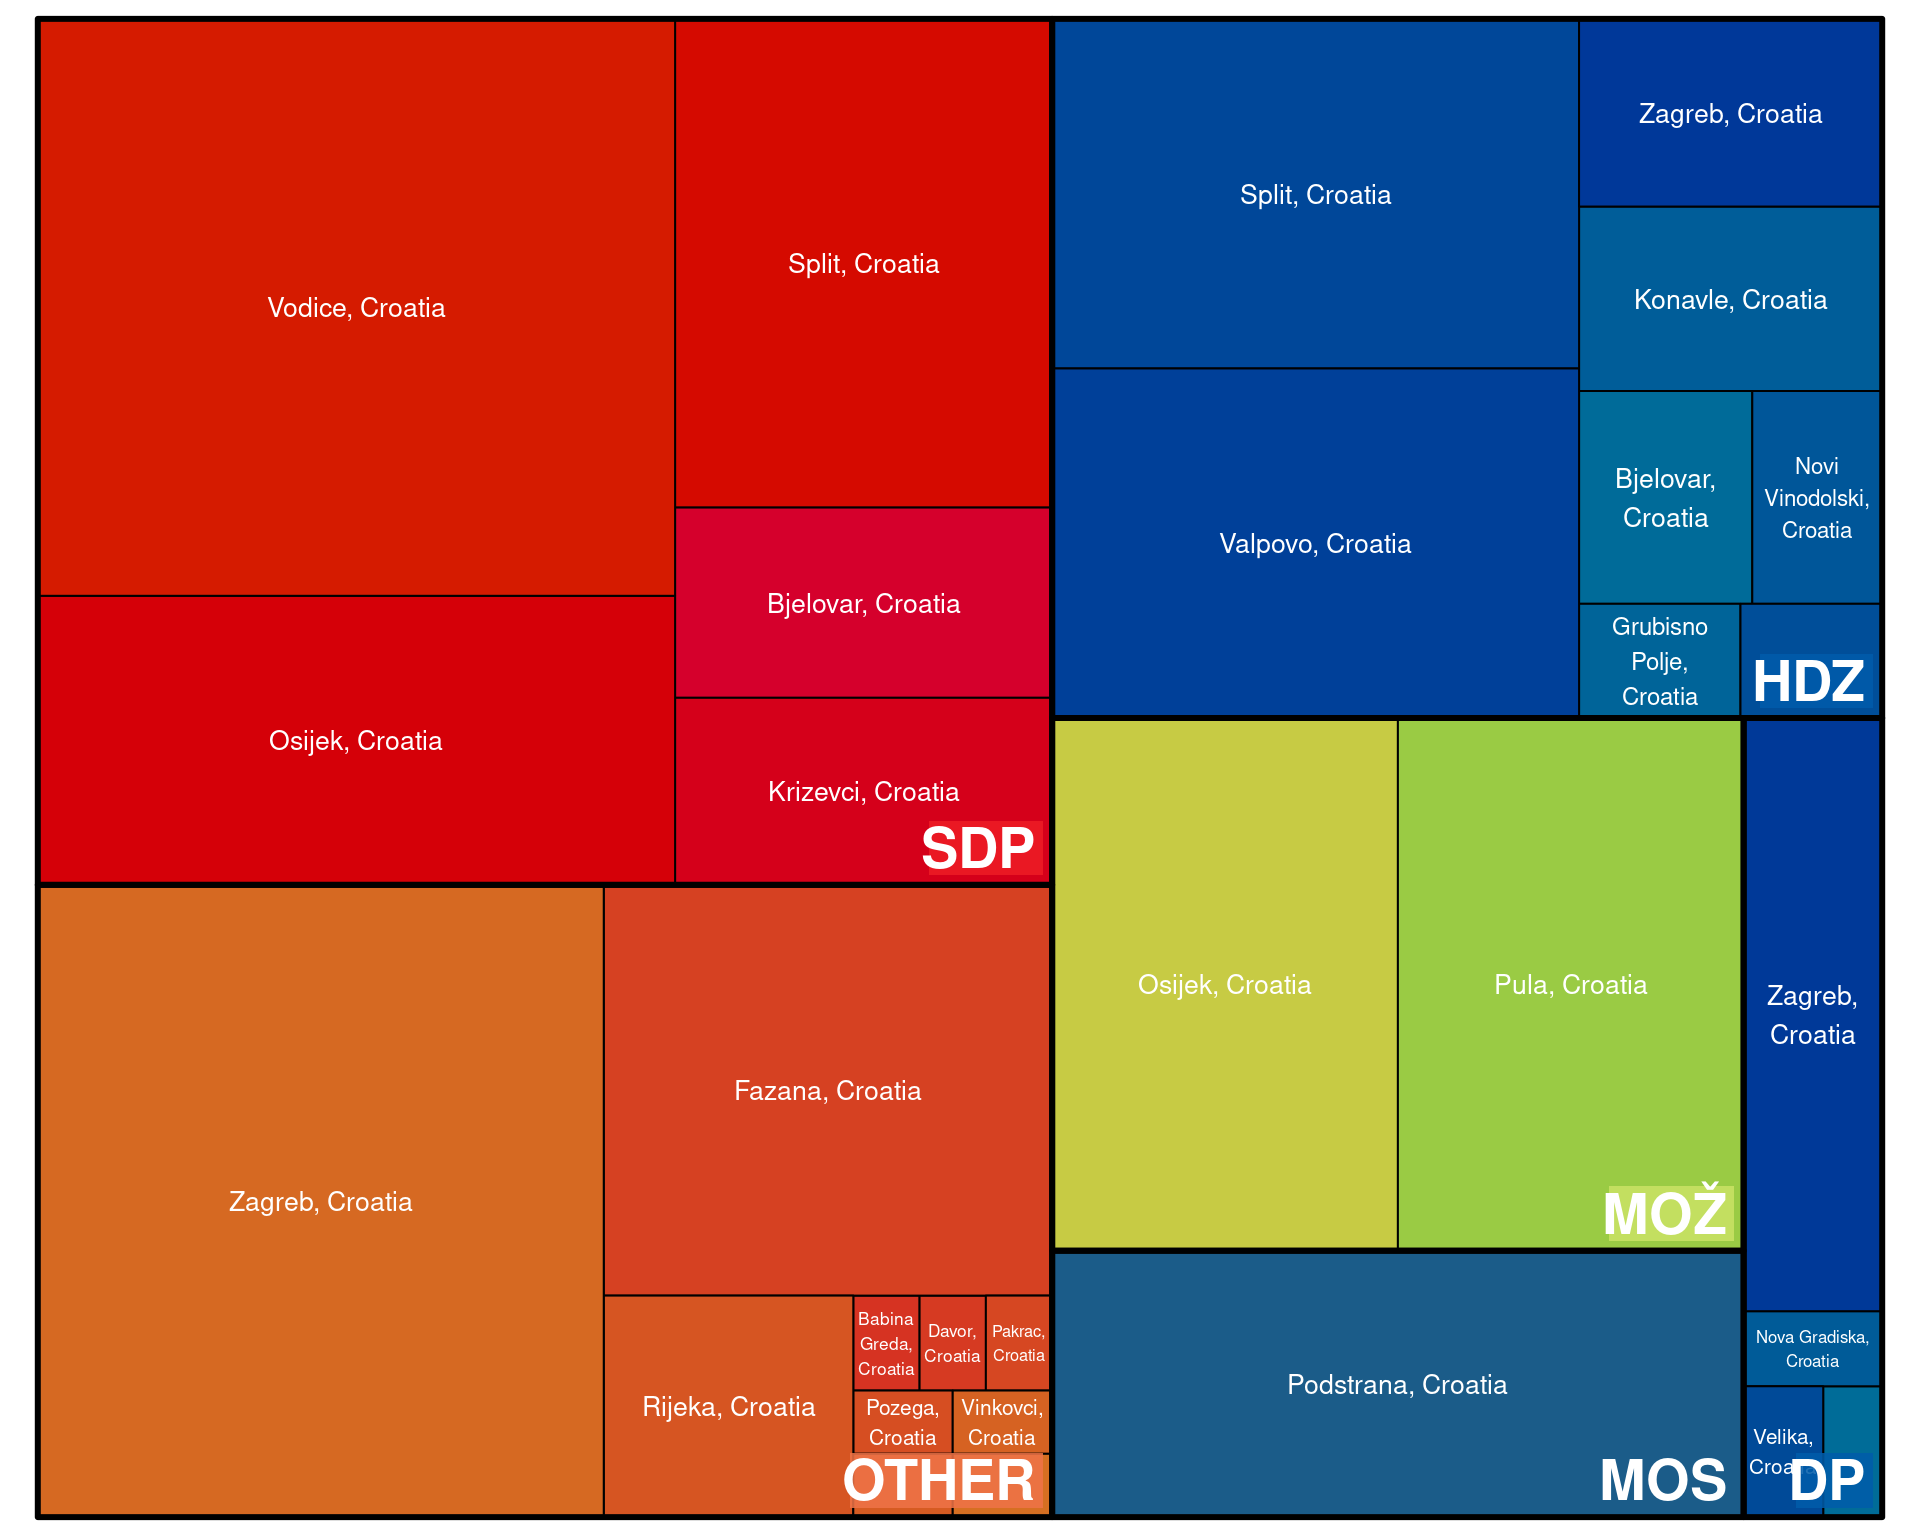 Vodice, Croatia
Split, Croatia
Osijek, Croatia
Bjelovar, Croatia
Krizevci, Croatia
SDP
Split, Croatia
Zagreb, Croatia
Konavle, Croatia
Valpovo, Croatia
Bjelovar,
Croatia
Novi
Vinodolski,
Croatia
Grubisno
Polje,
Croatia
HDZ
Zagreb, Croatia
Fazana, Croatia
Rijeka, Croatia
Babina
Greda,
Croatia
Davor,
Croatia
Pakrac,
Croatia
Pozega,
Croatia
Vinkovci,
Croatia
OTHER
Osijek, Croatia
Pula, Croatia
MOŽ
Podstrana, Croatia
MOS
Zagreb,
Croatia
Nova Gradiska,
Croatia
Velika,
DP